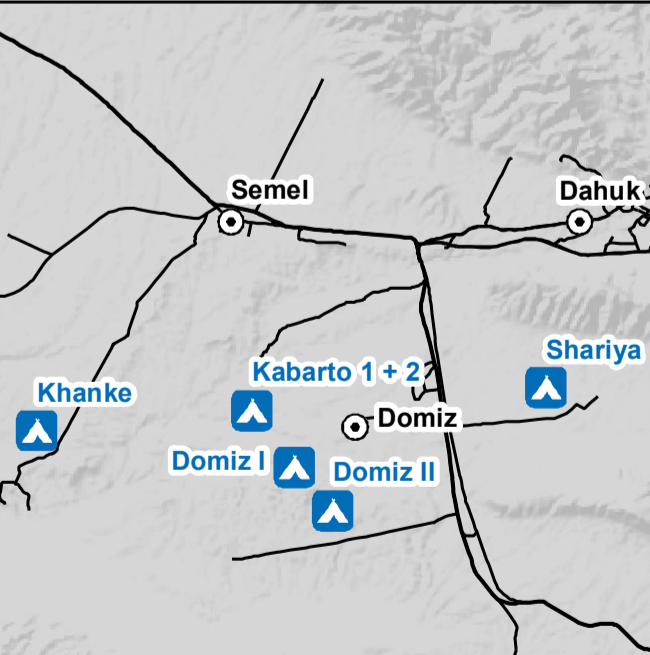 Semel
Dahuk
Shariya
Kabarto 1 + 2
Khanke
Domiz
Domiz I
Domiz II